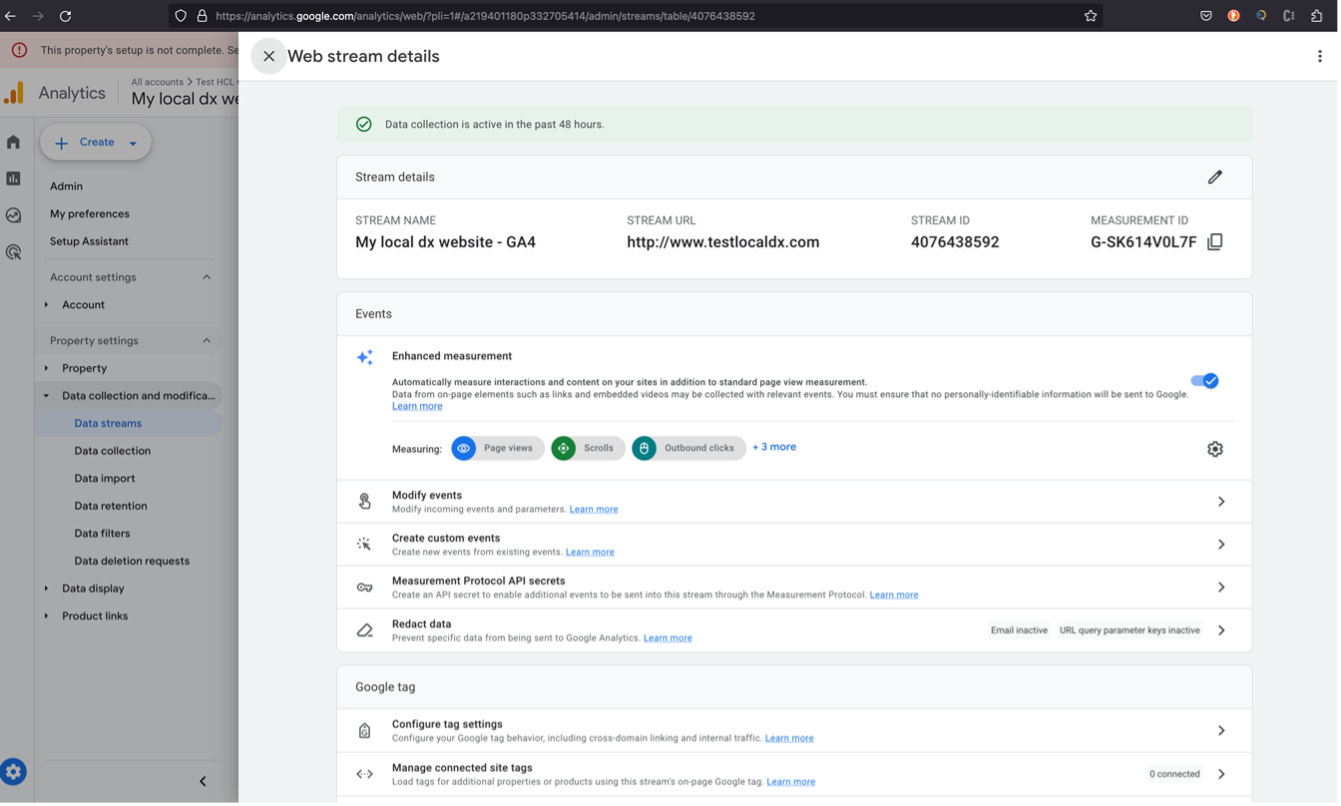 https://analytics.google.com/analytics/web/?pli=1#/a219401180p332705414/admin/streams/table/4076438592
This property's setup is not complete. Se
Web stream details
Analytics
All accounts > Test HCL
My local dx we
Create
Admin
My preferences
Setup Assistant
Account settings
Account
Property settings
Property
Data collection and modifica...
Data streams
Data collection
Data import
Data retention
Data filters
Data deletion requests
Data display
Product links
Data collection is active in the past 48 hours.
Stream details
STREAM NAME STREAM URL STREAM ID MEASUREMENT ID
My local dx website - GA4 http://www.testlocaldx.com 4076438592 G-SK614V0L7F
Events
Enhanced measurement
Automatically measure interactions and content on your sites in addition to standard page view measurement.
Data from on-page elements such as links and embedded videos may be collected with relevant events. You must ensure that no personally-identifiable information will be sent to Google.
Learn more
Measuring: Page views Scrolls Outbound clicks + 3 more
Modify events
Modify incoming events and parameters. Learn more
Create custom events
Create new events from existing events. Learn more
Measurement Protocol API secrets
Create an API secret to enable additional events to be sent into this stream through the Measurement Protocol. Learn more
Redact data
Prevent specific data from being sent to Google Analytics. Learn more
Email inactive URL query parameter keys inactive
Google tag
Configure tag settings
Configure your Google tag behavior, including cross-domain linking and internal traffic. Learn more
Manage connected site tags
Load tags for additional properties or products using this stream's on-page Google tag. Learn more
0 connected